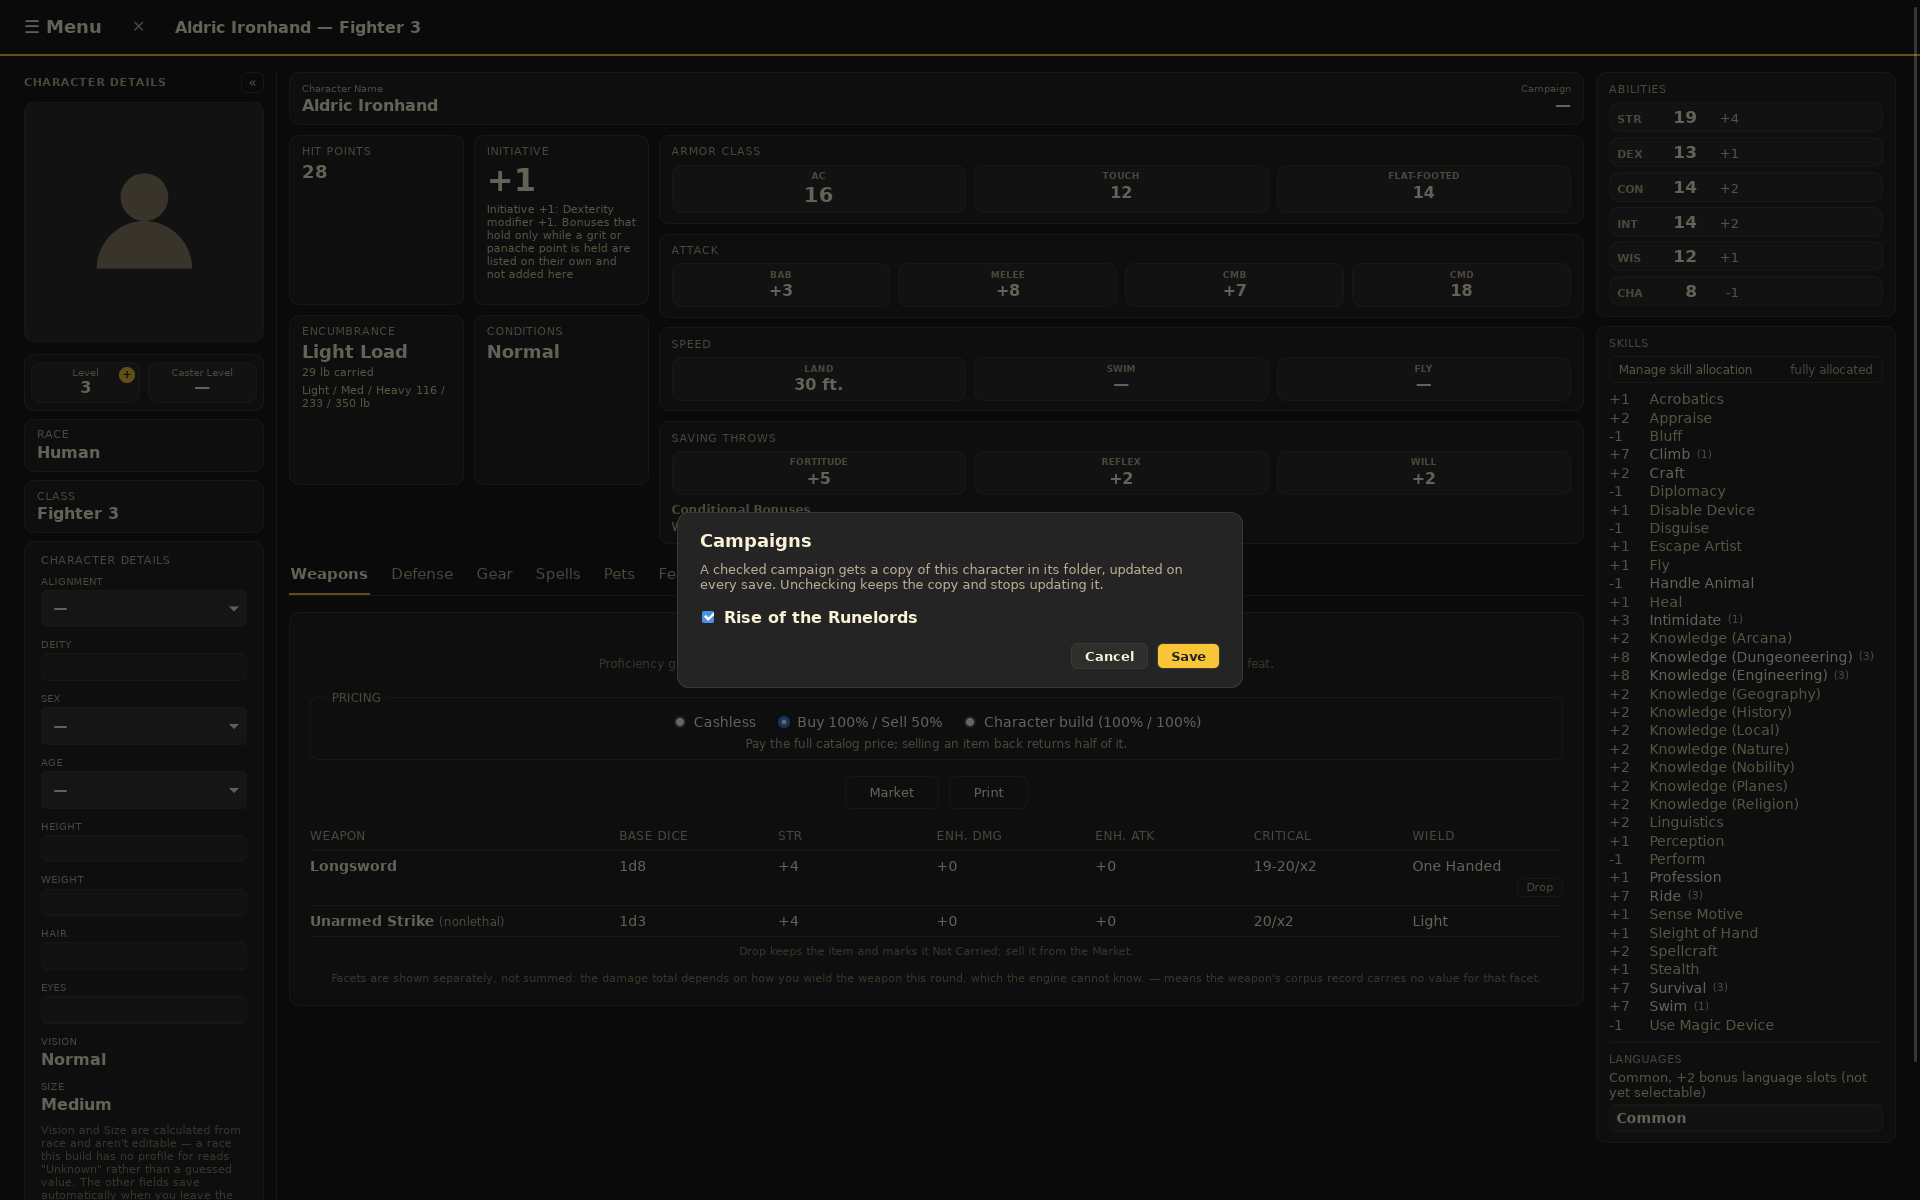 ☰ Menu ✕ Aldric Ironhand — Fighter 3
CHARACTER DETAILS «
Level
3
+
Caster Level
—
RACE
Human
CLASS
Fighter 3
CHARACTER DETAILS
ALIGNMENT
—
DEITY
SEX
—
AGE
—
HEIGHT
WEIGHT
HAIR
EYES
VISION
Normal
SIZE
Medium
Vision and Size are calculated from
race and aren't editable — a race
this build has no profile for reads
"Unknown" rather than a guessed
value. The other fields save
automatically when you leave the
Character Name
Aldric Ironhand
Campaign
—
HIT POINTS
28
INITIATIVE
+1
Initiative +1: Dexterity
modifier +1. Bonuses that
hold only while a grit or
panache point is held are
listed on their own and
not added here
ENCUMBRANCE
Light Load
29 lb carried
Light / Med / Heavy 116 /
233 / 350 lb
CONDITIONS
Normal
ARMOR CLASS
AC
16
TOUCH
12
FLAT-FOOTED
14
ATTACK
BAB
+3
MELEE
+8
CMB
+7
CMD
18
SPEED
LAND
30 ft.
SWIM
—
FLY
—
SAVING THROWS
FORTITUDE
+5
REFLEX
+2
WILL
+2
Conditional Bonuses
Campaigns
A checked campaign gets a copy of this character in its folder, updated on
every save. Unchecking keeps the copy and stops updating it.
Rise of the Runelords
Cancel Save
Weapons Defense Gear Spells Pets
Proficiency feat.
PRICING
Cashless Buy 100% / Sell 50% Character build (100% / 100%)
Pay the full catalog price; selling an item back returns half of it.
Market Print
WEAPON BASE DICE STR ENH. DMG ENH. ATK CRITICAL WIELD
Longsword 1d8 +4 +0 +0 19-20/x2 One Handed
Drop
Unarmed Strike (nonlethal) 1d3 +4 +0 +0 20/x2 Light
Drop keeps the item and marks it Not Carried; sell it from the Market.
Facets are shown separately, not summed: the damage total depends on how you wield the weapon this round, which the engine cannot know. — means the weapon's corpus record carries no value for that facet.
ABILITIES
STR 19 +4
DEX 13 +1
CON 14 +2
INT 14 +2
WIS 12 +1
CHA 8 -1
SKILLS
Manage skill allocation fully allocated
+1 Acrobatics
+2 Appraise
-1 Bluff
+7 Climb (1)
+2 Craft
-1 Diplomacy
+1 Disable Device
-1 Disguise
+1 Escape Artist
+1 Fly
-1 Handle Animal
+1 Heal
+3 Intimidate (1)
+2 Knowledge (Arcana)
+8 Knowledge (Dungeoneering) (3)
+8 Knowledge (Engineering) (3)
+2 Knowledge (Geography)
+2 Knowledge (History)
+2 Knowledge (Local)
+2 Knowledge (Nature)
+2 Knowledge (Nobility)
+2 Knowledge (Planes)
+2 Knowledge (Religion)
+2 Linguistics
+1 Perception
-1 Perform
+1 Profession
+7 Ride (3)
+1 Sense Motive
+1 Sleight of Hand
+2 Spellcraft
+1 Stealth
+7 Survival (3)
+7 Swim (1)
-1 Use Magic Device
LANGUAGES
Common, +2 bonus language slots (not
yet selectable)
Common